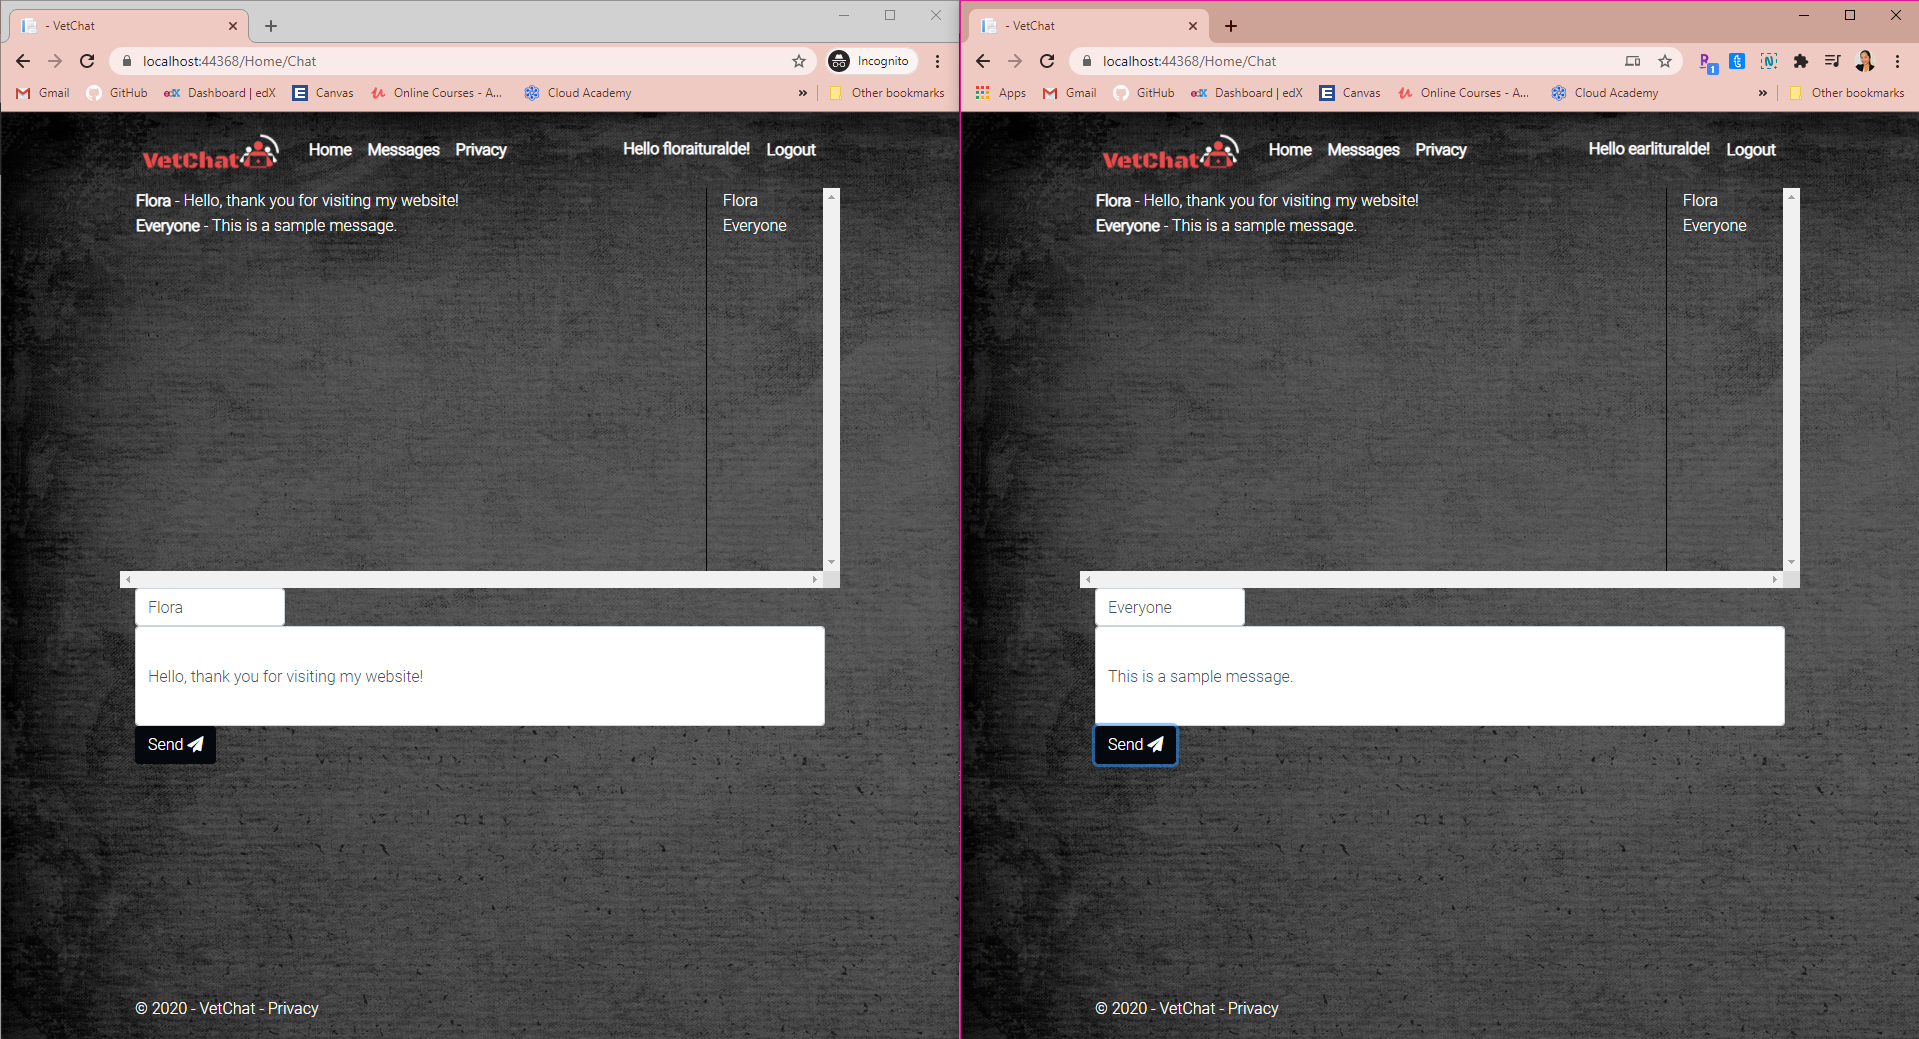 - VetChat
localhost:44368/Home/Chat
Incognito
Gmail GitHub edX Dashboard | edX Canvas Online Courses - A... Cloud Academy » Other bookmarks
VetChat Home Messages Privacy Hello floraituralde! Logout
Flora - Hello, thank you for visiting my website!
Everyone - This is a sample message.
Flora
Everyone
Flora
Hello, thank you for visiting my website!
Send
© 2020 - VetChat - Privacy
- VetChat
localhost:44368/Home/Chat
1
Apps Gmail GitHub edX Dashboard | edX Canvas Online Courses - A... Cloud Academy » Other bookmarks
VetChat Home Messages Privacy Hello earlituralde! Logout
Flora - Hello, thank you for visiting my website!
Everyone - This is a sample message.
Flora
Everyone
Everyone
This is a sample message.
Send
© 2020 - VetChat - Privacy